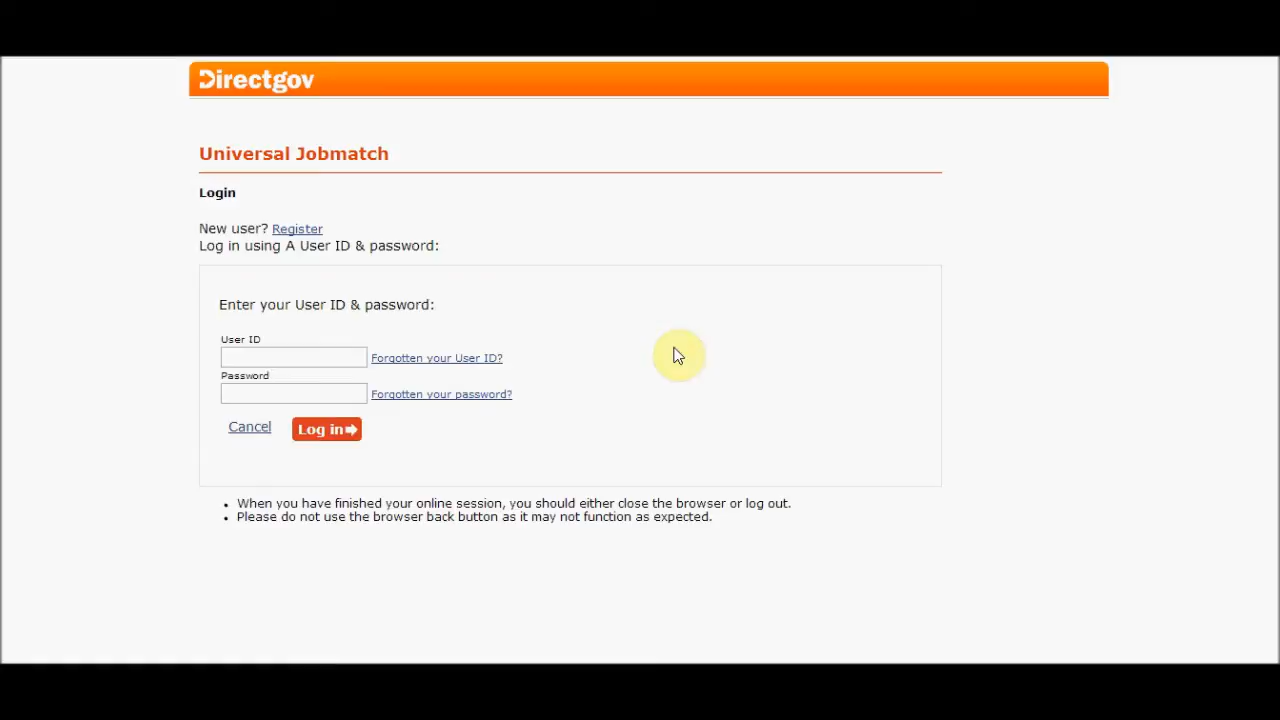 Directgov
Universal Jobmatch
Login
New user? Register
Log in using A User ID & password:
Enter your User ID & password:
User ID
Forgotten your User ID?
Password
Forgotten your password?
Cancel Log in
• When you have finished your online session, you should either close the browser or log out.
• Please do not use the browser back button as it may not function as expected.